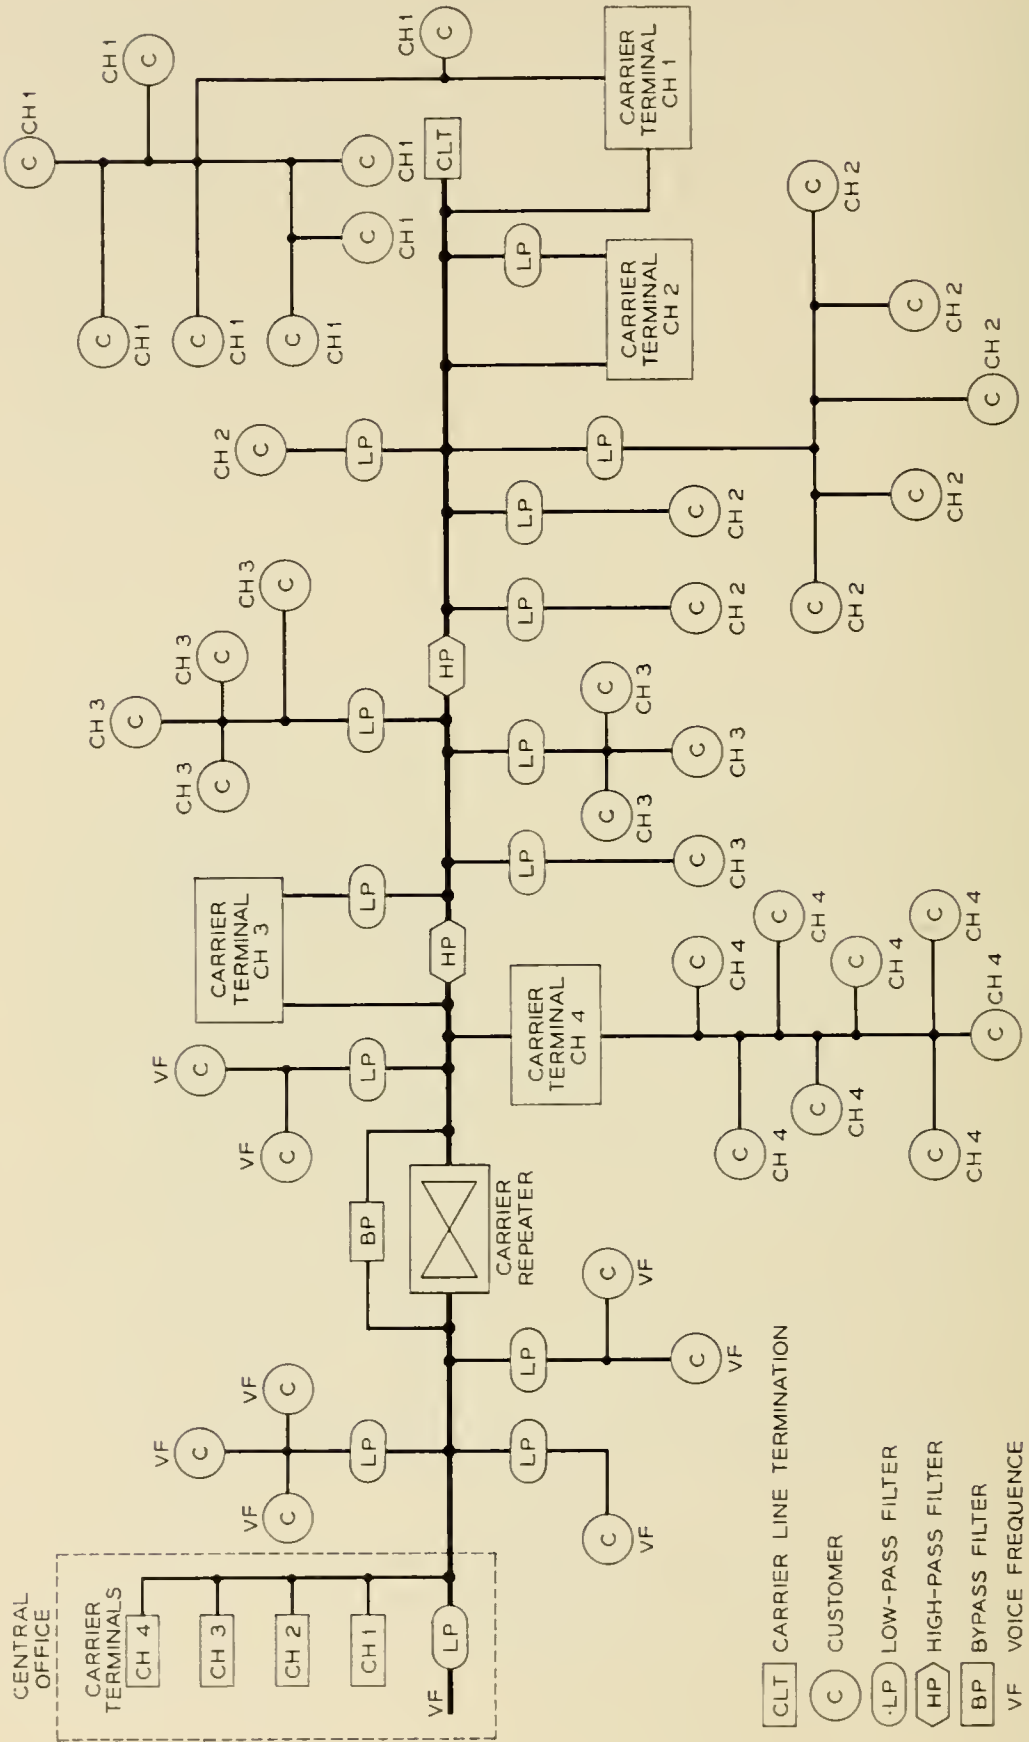 CENTRAL
OFFICE
CARRIER
TERMINALS
CH 4
CH 3
CH 2
CH 1
VF
LP
VF
C
VF
C
VF
C
LP
LP
C
VF
LP
C
VF
C
VF
BP
CARRIER
REPEATER
VF
C
VF
C
LP
CARRIER
TERMINAL
CH 3
LP
HP
CARRIER
TERMINAL
CH 4
C
CH 4
C
CH 4
C
CH 4
C
CH 4
C
CH 4
C
CH 4
C
CH 4
C
CH 4
CH 3
C
CH 3
C
CH 3
C
CH 3
C
LP
LP
C
CH 3
LP
C
CH 3
C
CH 3
C
CH 3
HP
CH 2
C
LP
LP
C
CH 2
LP
C
CH 2
LP
C
CH 2
C
CH 2
C
CH 2
C
CH 2
C
CH 2
CARRIER
TERMINAL
CH 2
LP
C
CH 1
C
CH 1
C
CH 1
C
CH 1
C
CH 1
C
CH 1
C
CH 1
C
CH 1
CLT
CARRIER
TERMINAL
CH 1
CLT CARRIER LINE TERMINATION
C CUSTOMER
LP LOW-PASS FILTER
HP HIGH-PASS FILTER
BP BYPASS FILTER
VF VOICE FREQUENCE